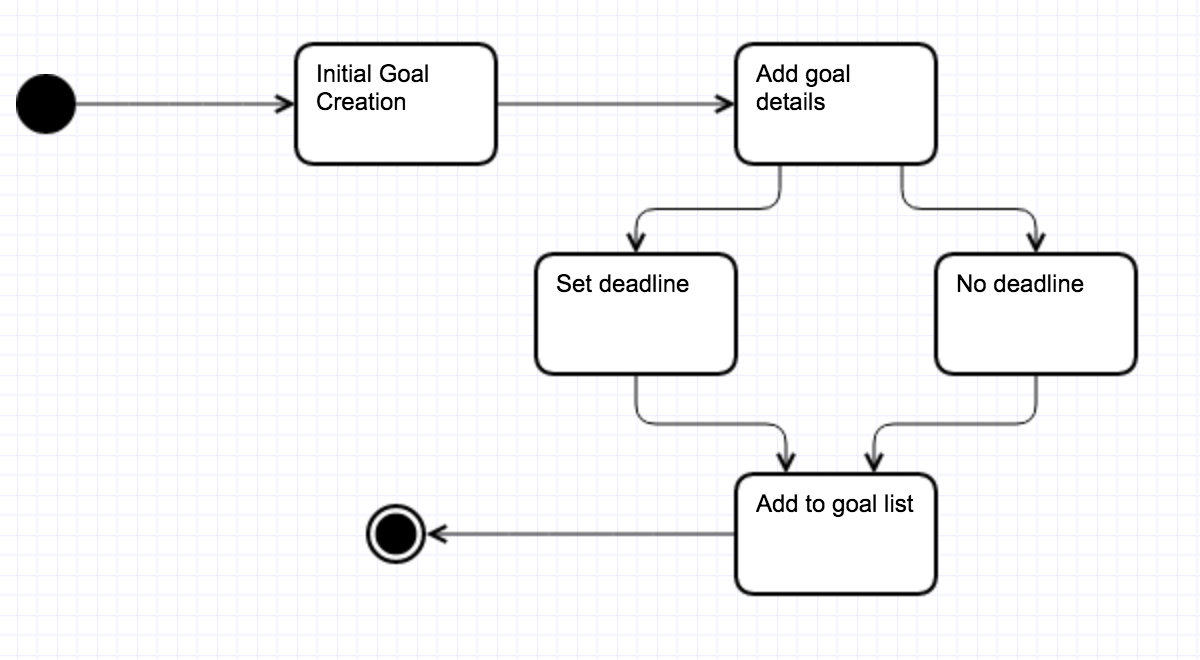 Initial Goal
Creation
Add goal
details
Set deadline
No deadline
Add to goal list